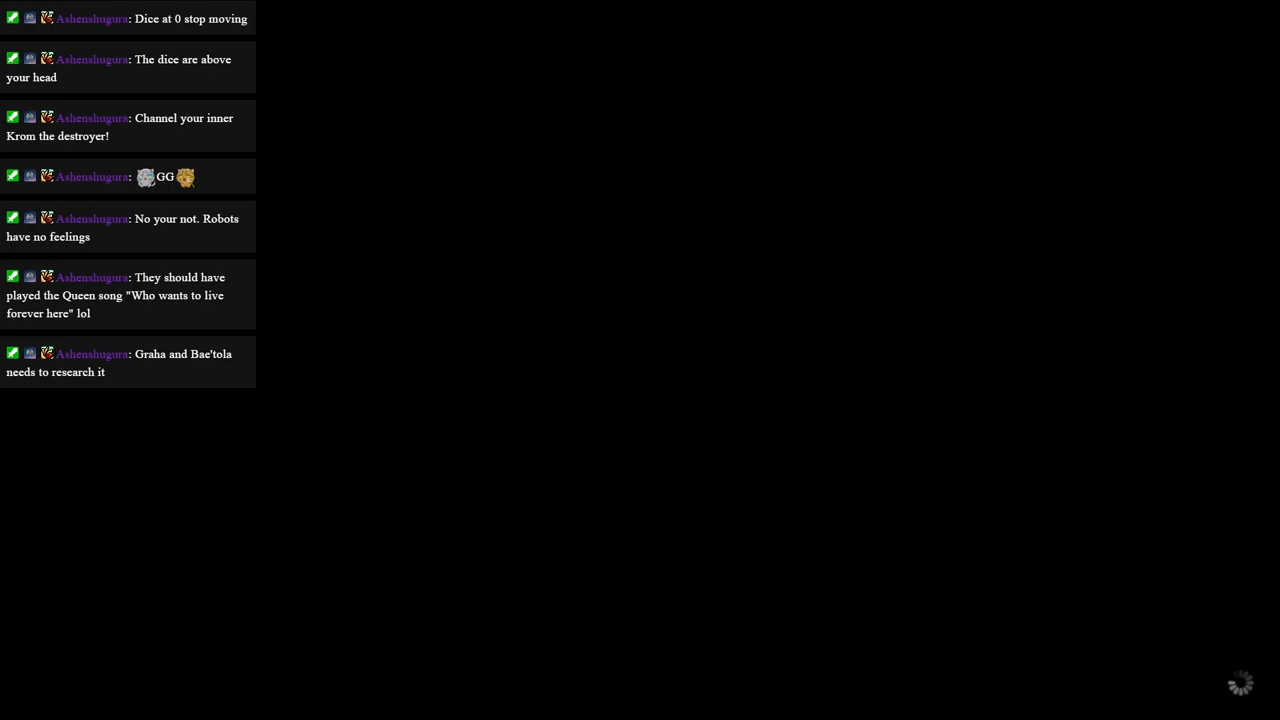 Ashenshugura: Dice at 0 stop moving
Ashenshugura: The dice are above
your head
Ashenshugura: Channel your inner
Krom the destroyer!
Ashenshugura: GG
Ashenshugura: No your not. Robots
have no feelings
Ashenshugura: They should have
played the Queen song "Who wants to live
forever here" lol
Ashenshugura: Graha and Bae'tola
needs to research it